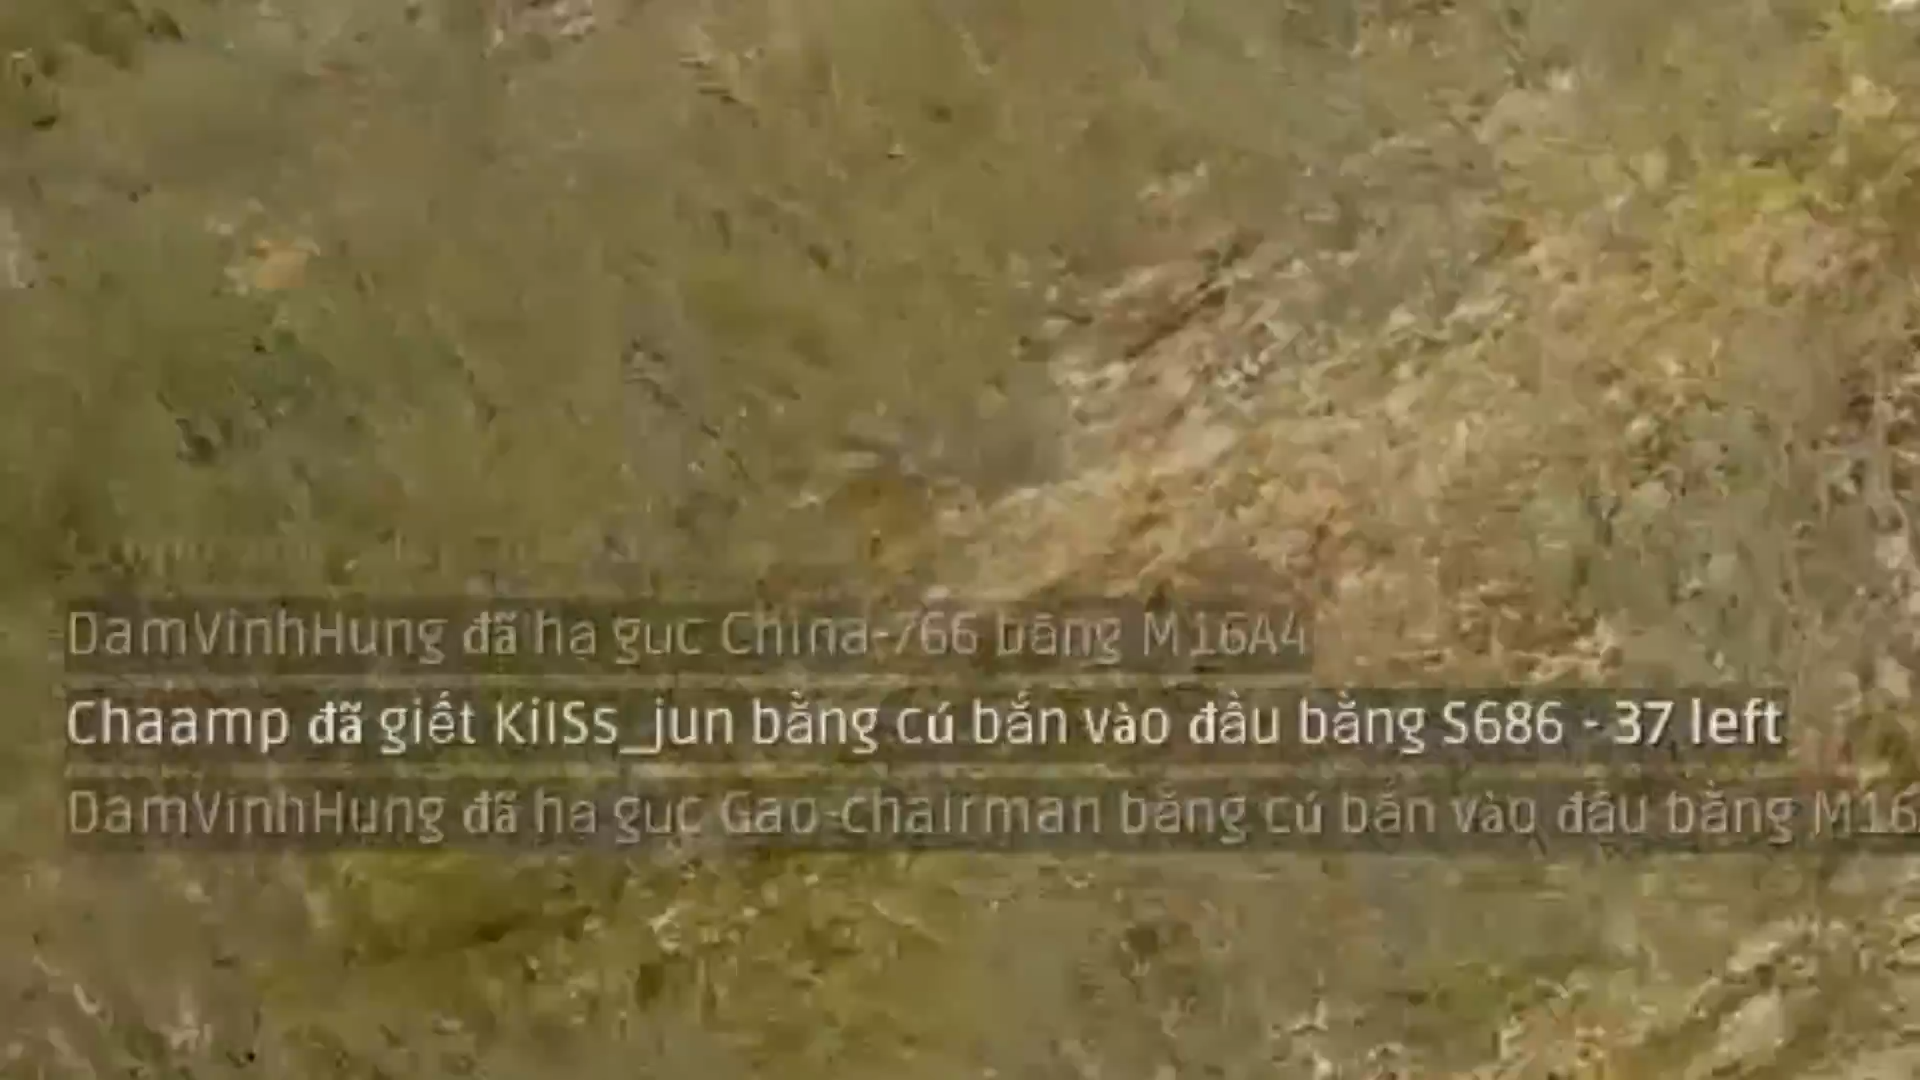 DamVinhHung đã hạ gục China-766 bằng M16A4
Chaamp đã giết KilSs_jun bằng cú bắn vào đầu bằng S686 - 37 left
DamVinhHung đã hạ gục Gao-chairman bằng cú bắn vào đầu bằng M16